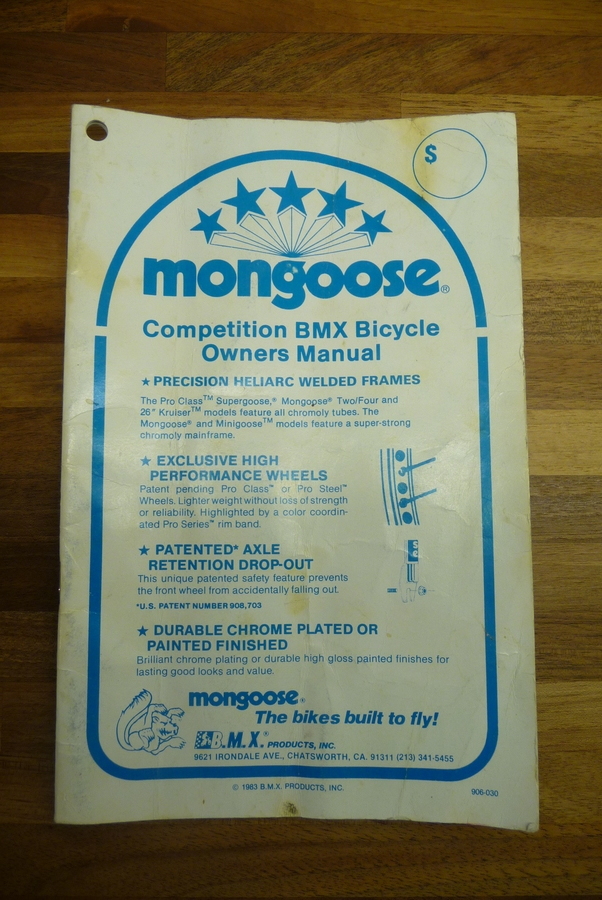 $
mongoose®
Competition BMX Bicycle
Owners Manual
★ PRECISION HELIARC WELDED FRAMES
The Pro Class™ Supergoose,® Mongoose® Two/Four and
26" Kruiser™ models feature all chromoly tubes. The
Mongoose® and Minigoose™ models feature a super-strong
chromoly mainframe.
★ EXCLUSIVE HIGH
PERFORMANCE WHEELS
Patent pending Pro Class™ or Pro Steel™
Wheels. Lighter weight without loss of strength
or reliability. Highlighted by a color coordin-
ated Pro Series™ rim band.
★ PATENTED* AXLE
RETENTION DROP-OUT
This unique patented safety feature prevents
the front wheel from accidentally falling out.
*U.S. PATENT NUMBER 908,703
★ DURABLE CHROME PLATED OR
PAINTED FINISHED
Brilliant chrome plating or durable high gloss painted finishes for
lasting good looks and value.
mongoose®
The bikes built to fly!
B.M.X.® PRODUCTS, INC.
9621 IRONDALE AVE., CHATSWORTH, CA. 91311 (213) 341-5455
© 1983 B.M.X. PRODUCTS, INC.
906-030